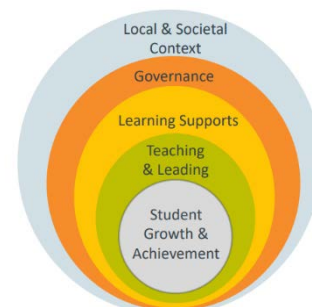 Local & Societal
Context
Governance
Learning Supports
Teaching
& Leading
Student
Growth &
Achievement